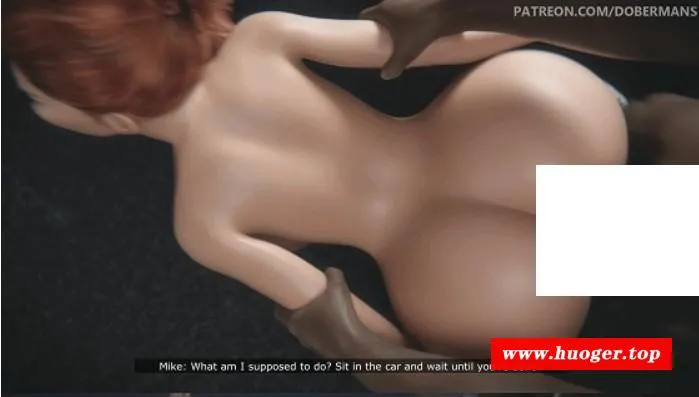 PATREON.COM/DOBERMANS
www.huoger.top
Mike: What am I supposed to do? Sit in the car and wait until